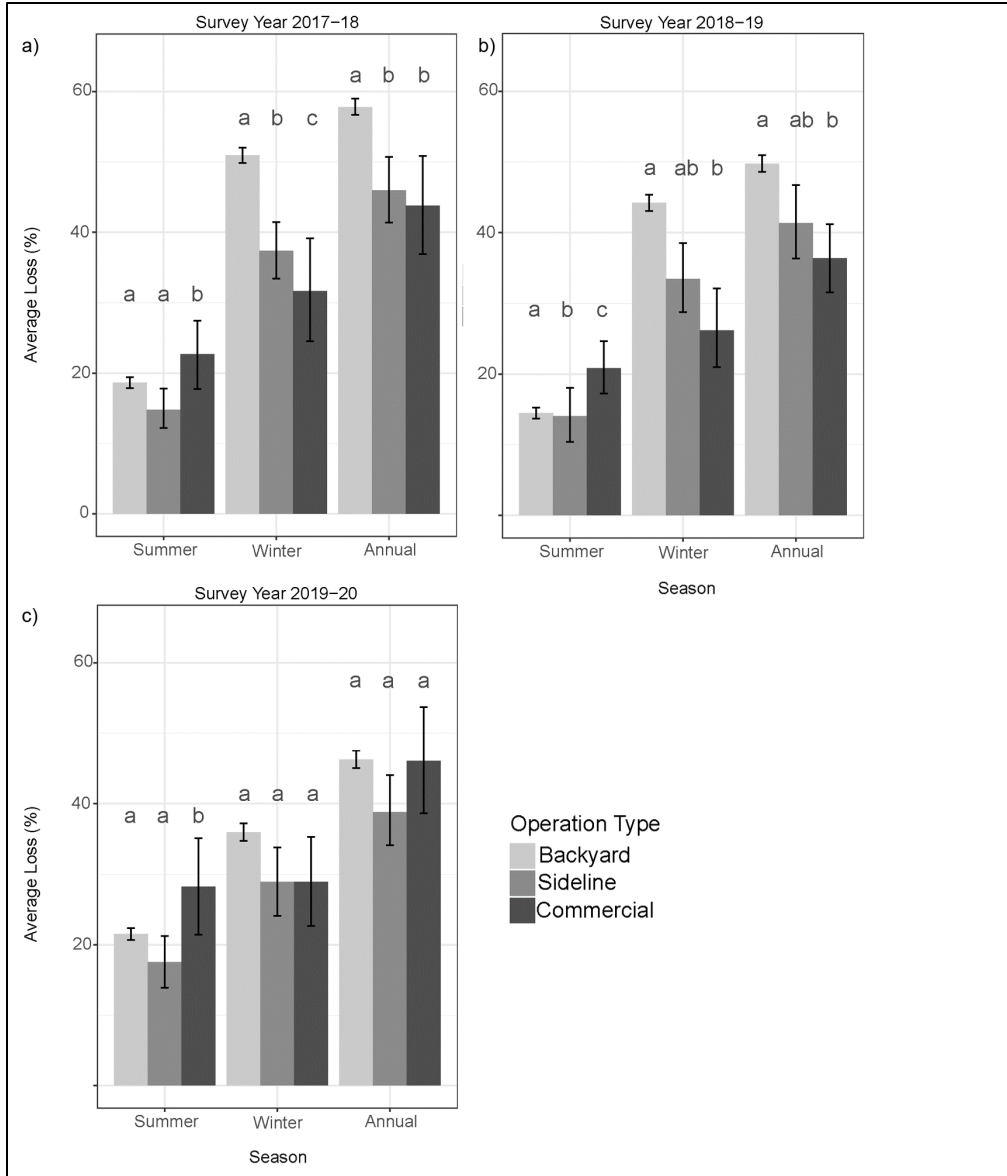 Survey Year 2017−18
a)
Average Loss (%)
60
40
20
0
a a b
a b c
a b b
Summer Winter Annual
Survey Year 2018−19
b)
60
40
20
a b c
a ab b
a ab b
Summer Winter Annual
Season
Survey Year 2019−20
c)
Average Loss (%)
60
40
20
a a b
a a a
a a a
Summer Winter Annual
Season
Operation Type
Backyard
Sideline
Commercial